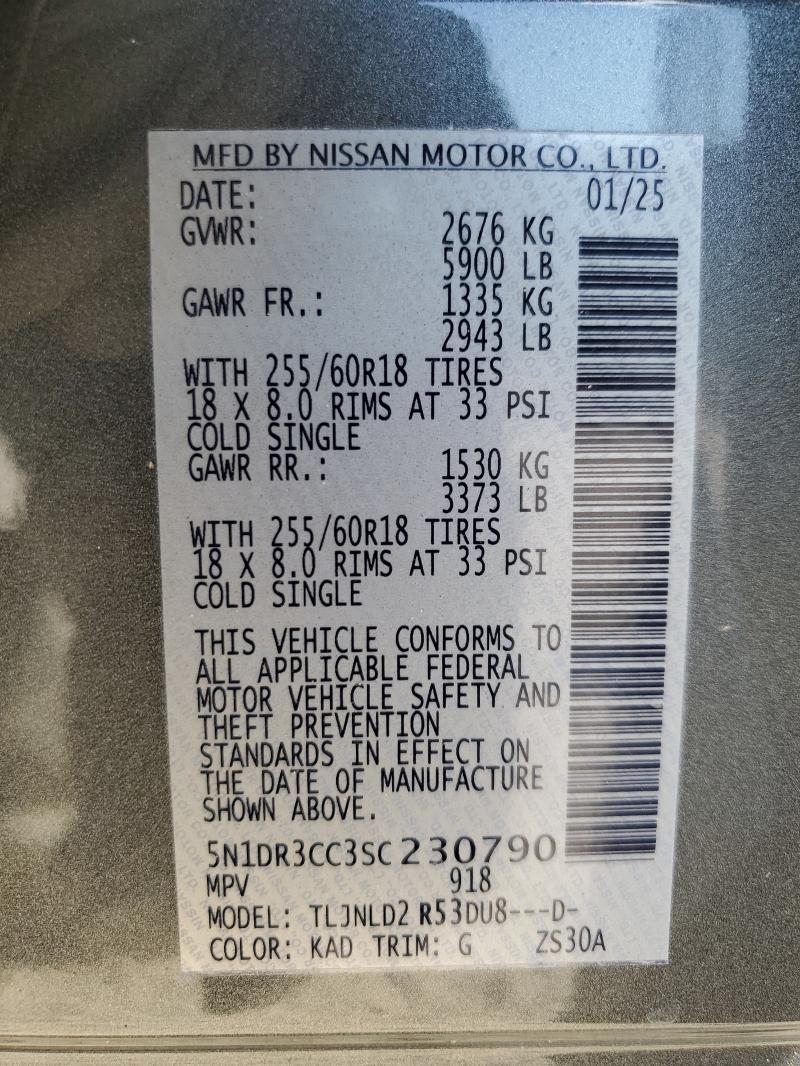 MFD BY NISSAN MOTOR CO., LTD.
DATE: 01/25
GVWR: 2676 KG
5900 LB
GAWR FR.: 1335 KG
2943 LB
WITH 255/60R18 TIRES
18 X 8.0 RIMS AT 33 PSI
COLD SINGLE
GAWR RR.: 1530 KG
3373 LB
WITH 255/60R18 TIRES
18 X 8.0 RIMS AT 33 PSI
COLD SINGLE
THIS VEHICLE CONFORMS TO
ALL APPLICABLE FEDERAL
MOTOR VEHICLE SAFETY AND
THEFT PREVENTION
STANDARDS IN EFFECT ON
THE DATE OF MANUFACTURE
SHOWN ABOVE.
5N1DR3CC3SC230790
MPV 918
MODEL: TLJNLD2 R53DU8---D-
COLOR: KAD TRIM: G ZS30A